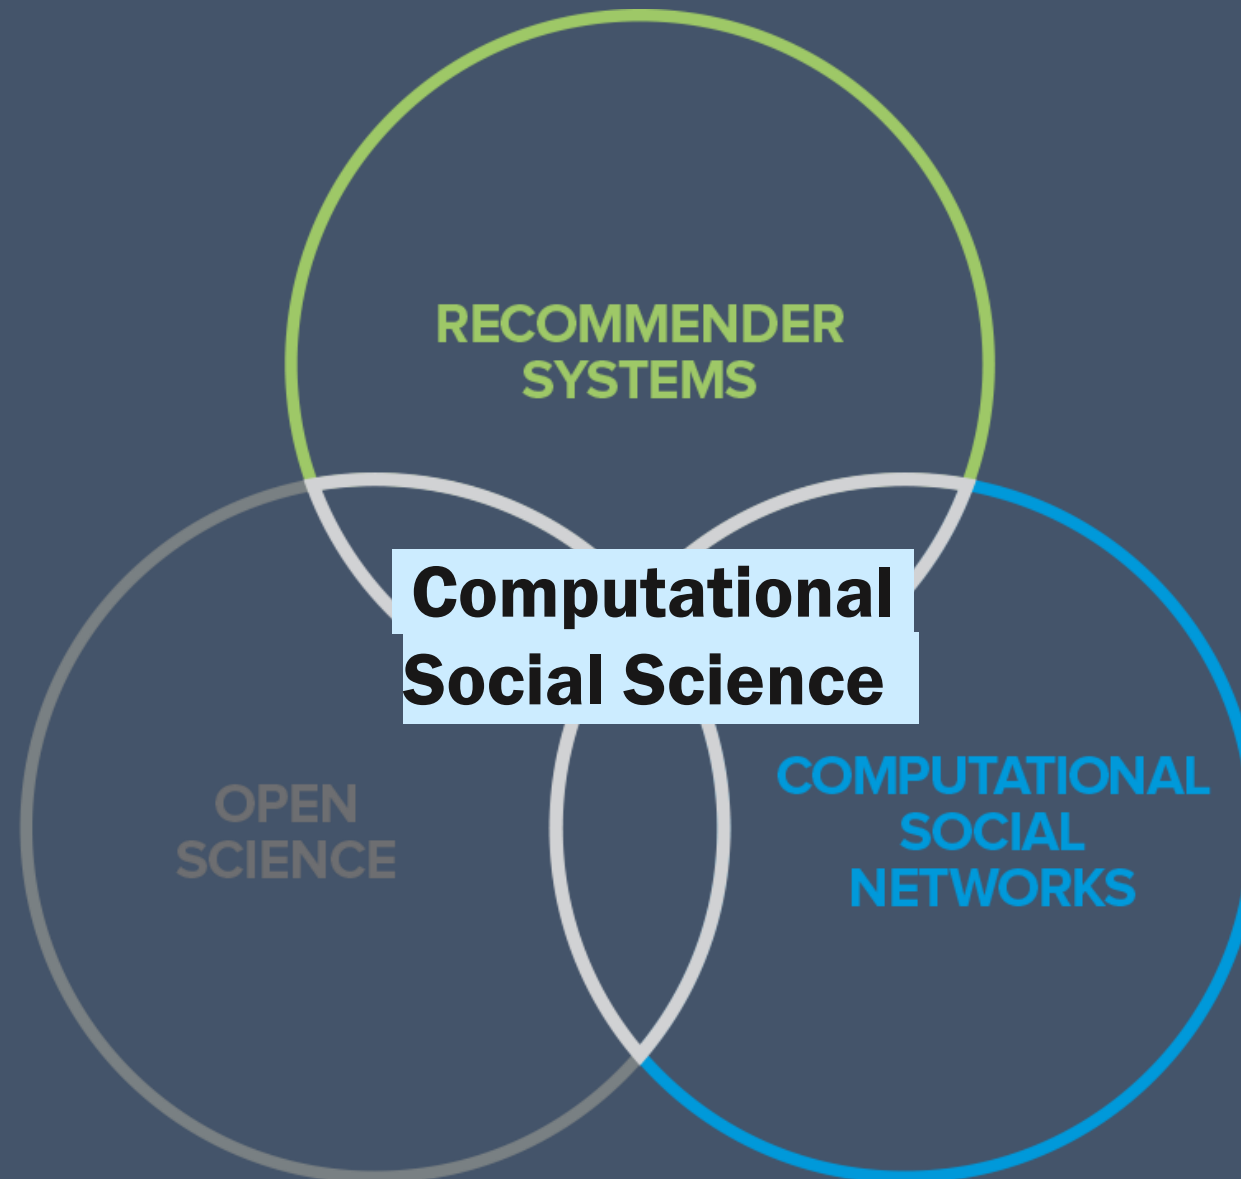 RECOMMENDER
SYSTEMS
Computational
Social Science
OPEN
SCIENCE
COMPUTATIONAL
SOCIAL
NETWORKS